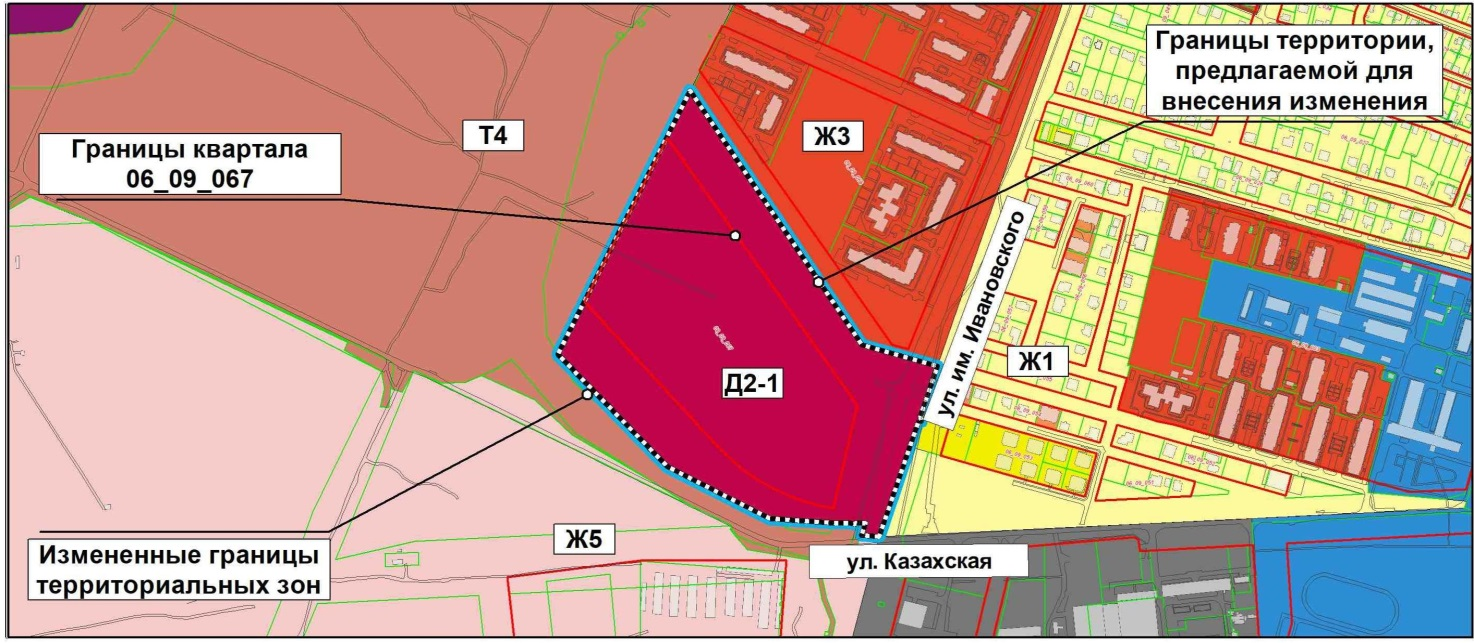 Границы территории,
предлагаемой для
внесения изменения
Т4
Ж3
Границы квартала
06_09_067
ул. им. Ивановского
Ж1
Д2-1
Ж5
ул. Казахская
Измененные границы
территориальных зон